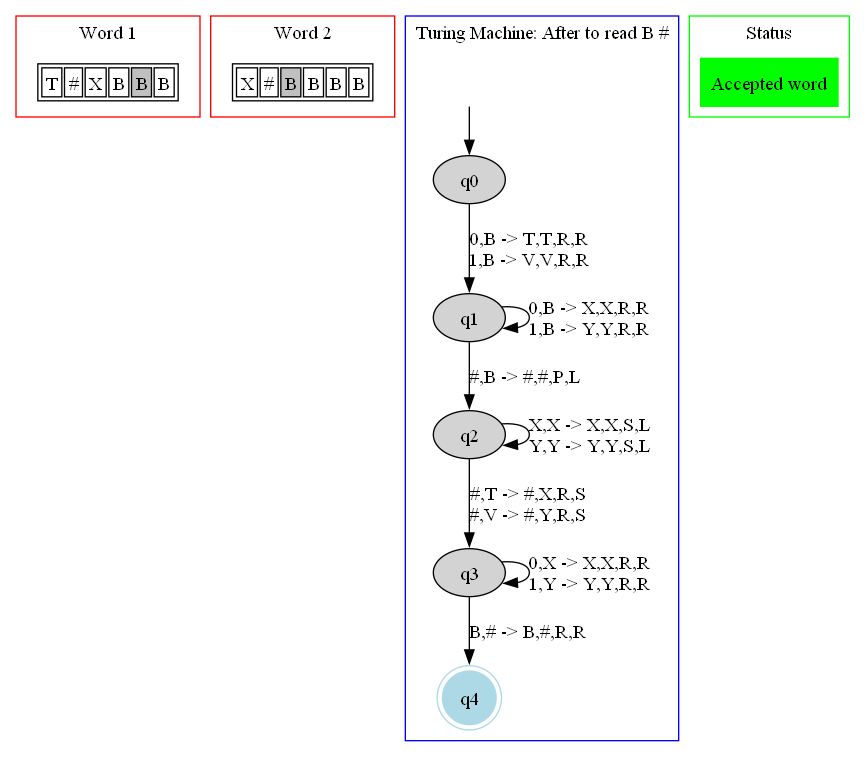 Word 1
T # X B B B
Word 2
X # B B B B
Turing Machine: After to read B #
q0
0,B -> T,T,R,R
1,B -> V,V,R,R
q1
0,B -> X,X,R,R
1,B -> Y,Y,R,R
#,B -> #,#,P,L
q2
X,X -> X,X,S,L
Y,Y -> Y,Y,S,L
#,T -> #,X,R,S
#,V -> #,Y,R,S
q3
0,X -> X,X,R,R
1,Y -> Y,Y,R,R
B,# -> B,#,R,R
q4
Status
Accepted word